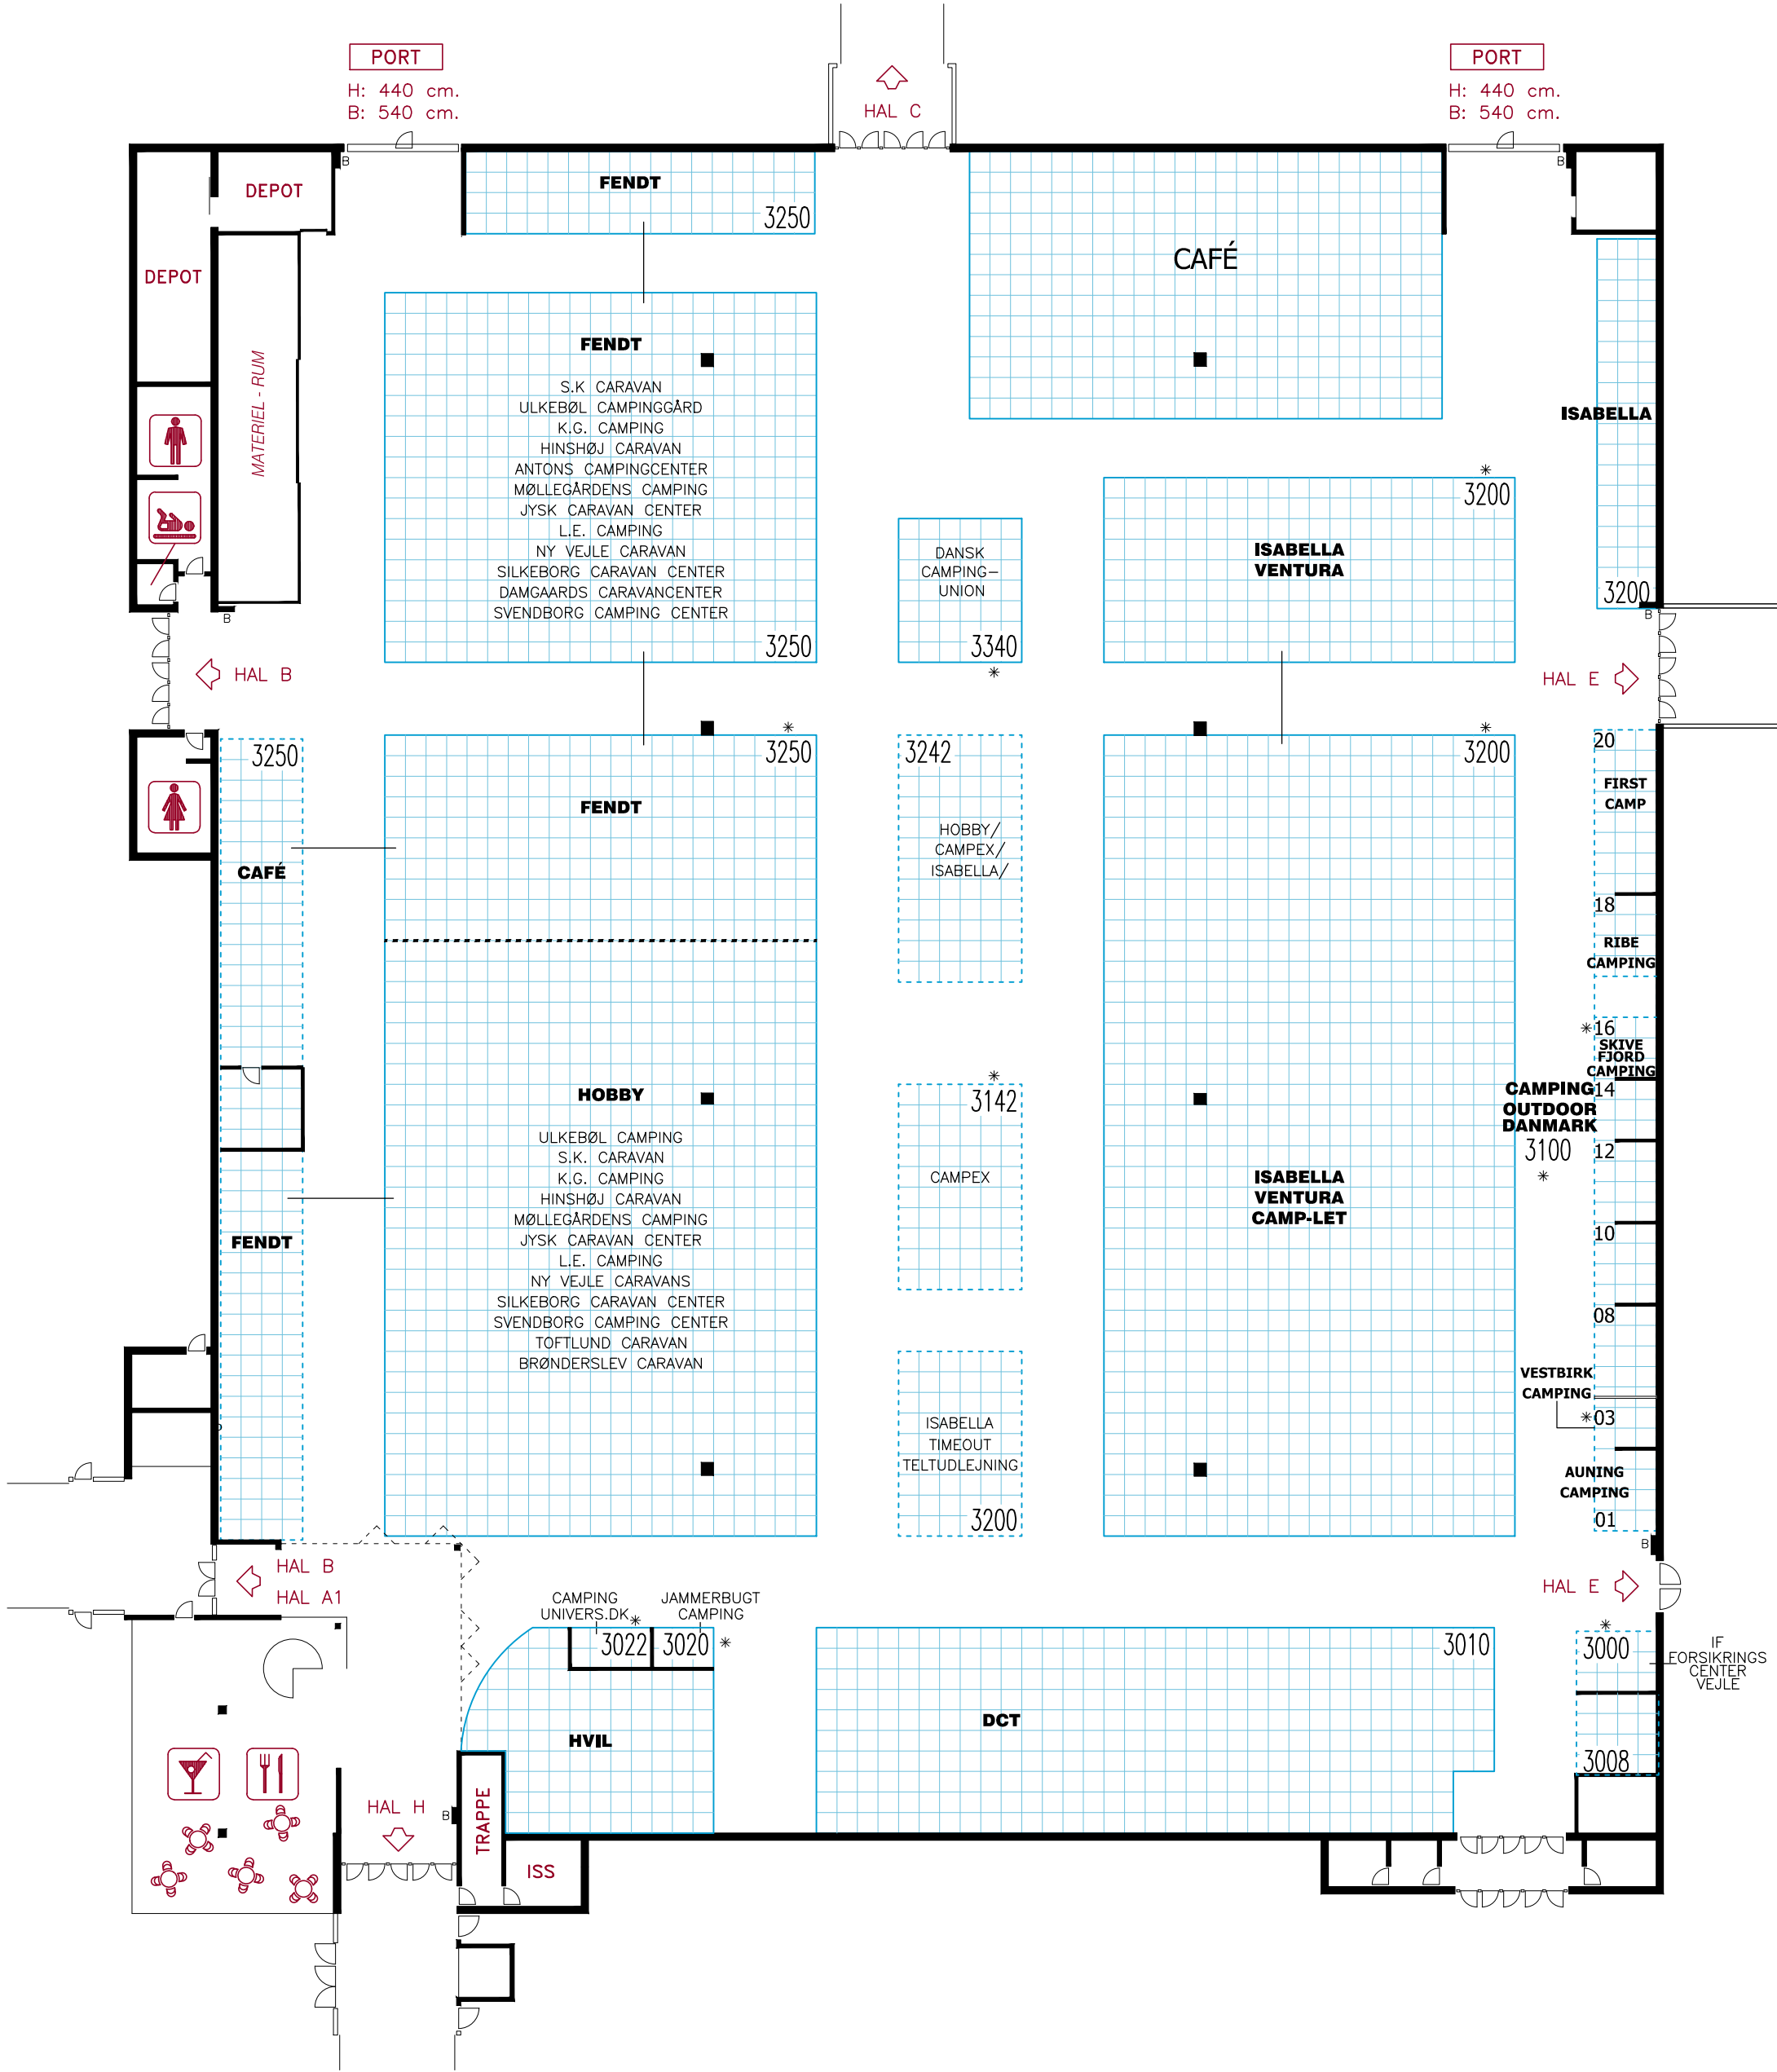 PORT
H: 440 cm.
B: 540 cm.
HAL C
PORT
H: 440 cm.
B: 540 cm.
B
B
DEPOT
DEPOT
MATERIEL - RUM
FENDT
3250
CAFÉ
ISABELLA
3200
FENDT
S.K CARAVAN
ULKEBØL CAMPINGGÅRD
K.G. CAMPING
HINSHØJ CARAVAN
ANTONS CAMPINGCENTER
MØLLEGÅRDENS CAMPING
JYSK CARAVAN CENTER
L.E. CAMPING
NY VEJLE CARAVAN
SILKEBORG CARAVAN CENTER
DAMGAARDS CARAVANCENTER
SVENDBORG CAMPING CENTER
3250
DANSK
CAMPING-
UNION
3340
*
*
3200
ISABELLA
VENTURA
B
B
HAL B
HAL E
3250
CAFÉ
FENDT
*
3250
FENDT
HOBBY
ULKEBØL CAMPING
S.K. CARAVAN
K.G. CAMPING
HINSHØJ CARAVAN
MØLLEGÅRDENS CAMPING
JYSK CARAVAN CENTER
L.E. CAMPING
NY VEJLE CARAVANS
SILKEBORG CARAVAN CENTER
SVENDBORG CAMPING CENTER
TOFTLUND CARAVAN
BRØNDERSLEV CARAVAN
3242
HOBBY/
CAMPEX/
ISABELLA/
*
3142
CAMPEX
ISABELLA
TIMEOUT
TELTUDLEJNING
3200
*
3200
ISABELLA
VENTURA
CAMP-LET
20
FIRST
CAMP
18
RIBE
CAMPING
*16
SKIVE
FJORD
CAMPING
CAMPING
OUTDOOR
DANMARK
3100
*
14
12
10
08
VESTBIRK
CAMPING
*03
AUNING
CAMPING
01
B
HAL B
HAL A1
HAL E
CAMPING
UNIVERS.DK
*
3022
JAMMERBUGT
CAMPING
3020
*
HVIL
3010
DCT
*
3000
IF
FORSIKRINGS
CENTER
VEJLE
3008
HAL H
B
TRAPPE
ISS